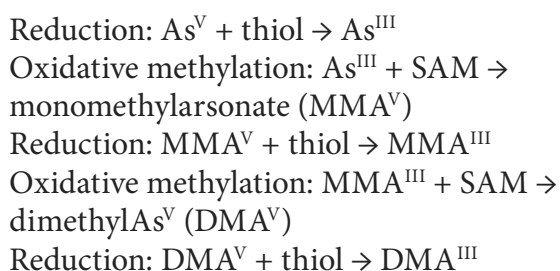 Reduction: Asⱽ + thiol → Asᴵᴵᴵ
Oxidative methylation: Asᴵᴵᴵ + SAM →
monomethylarsonate (MMAⱽ)
Reduction: MMAⱽ + thiol → MMAᴵᴵᴵ
Oxidative methylation: MMAᴵᴵᴵ + SAM →
dimethylAsⱽ (DMAⱽ)
Reduction: DMAⱽ + thiol → DMAᴵᴵᴵ